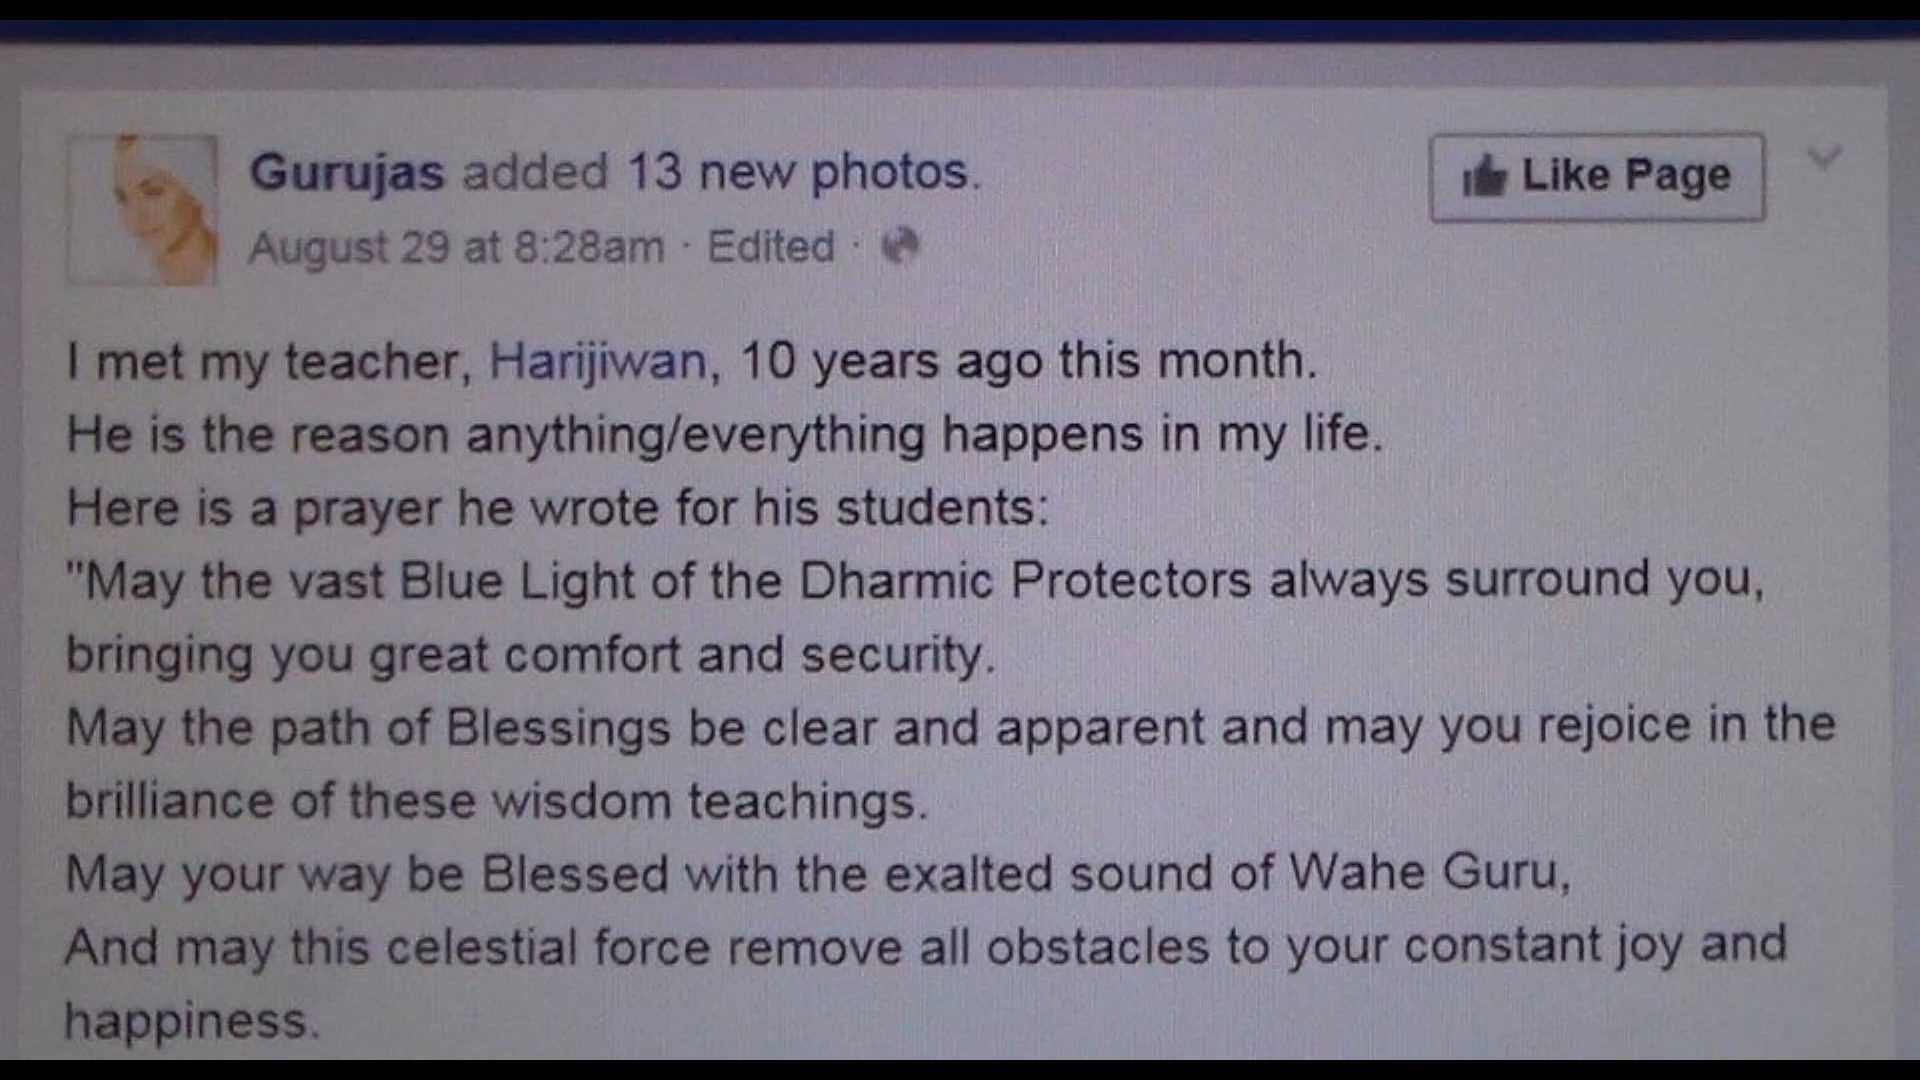 Gurujas added 13 new photos.
Like Page
August 29 at 8:28am · Edited ·
I met my teacher, Harijiwan, 10 years ago this month.
He is the reason anything/everything happens in my life.
Here is a prayer he wrote for his students:
"May the vast Blue Light of the Dharmic Protectors always surround you,
bringing you great comfort and security.
May the path of Blessings be clear and apparent and may you rejoice in the
brilliance of these wisdom teachings.
May your way be Blessed with the exalted sound of Wahe Guru,
And may this celestial force remove all obstacles to your constant joy and
happiness.